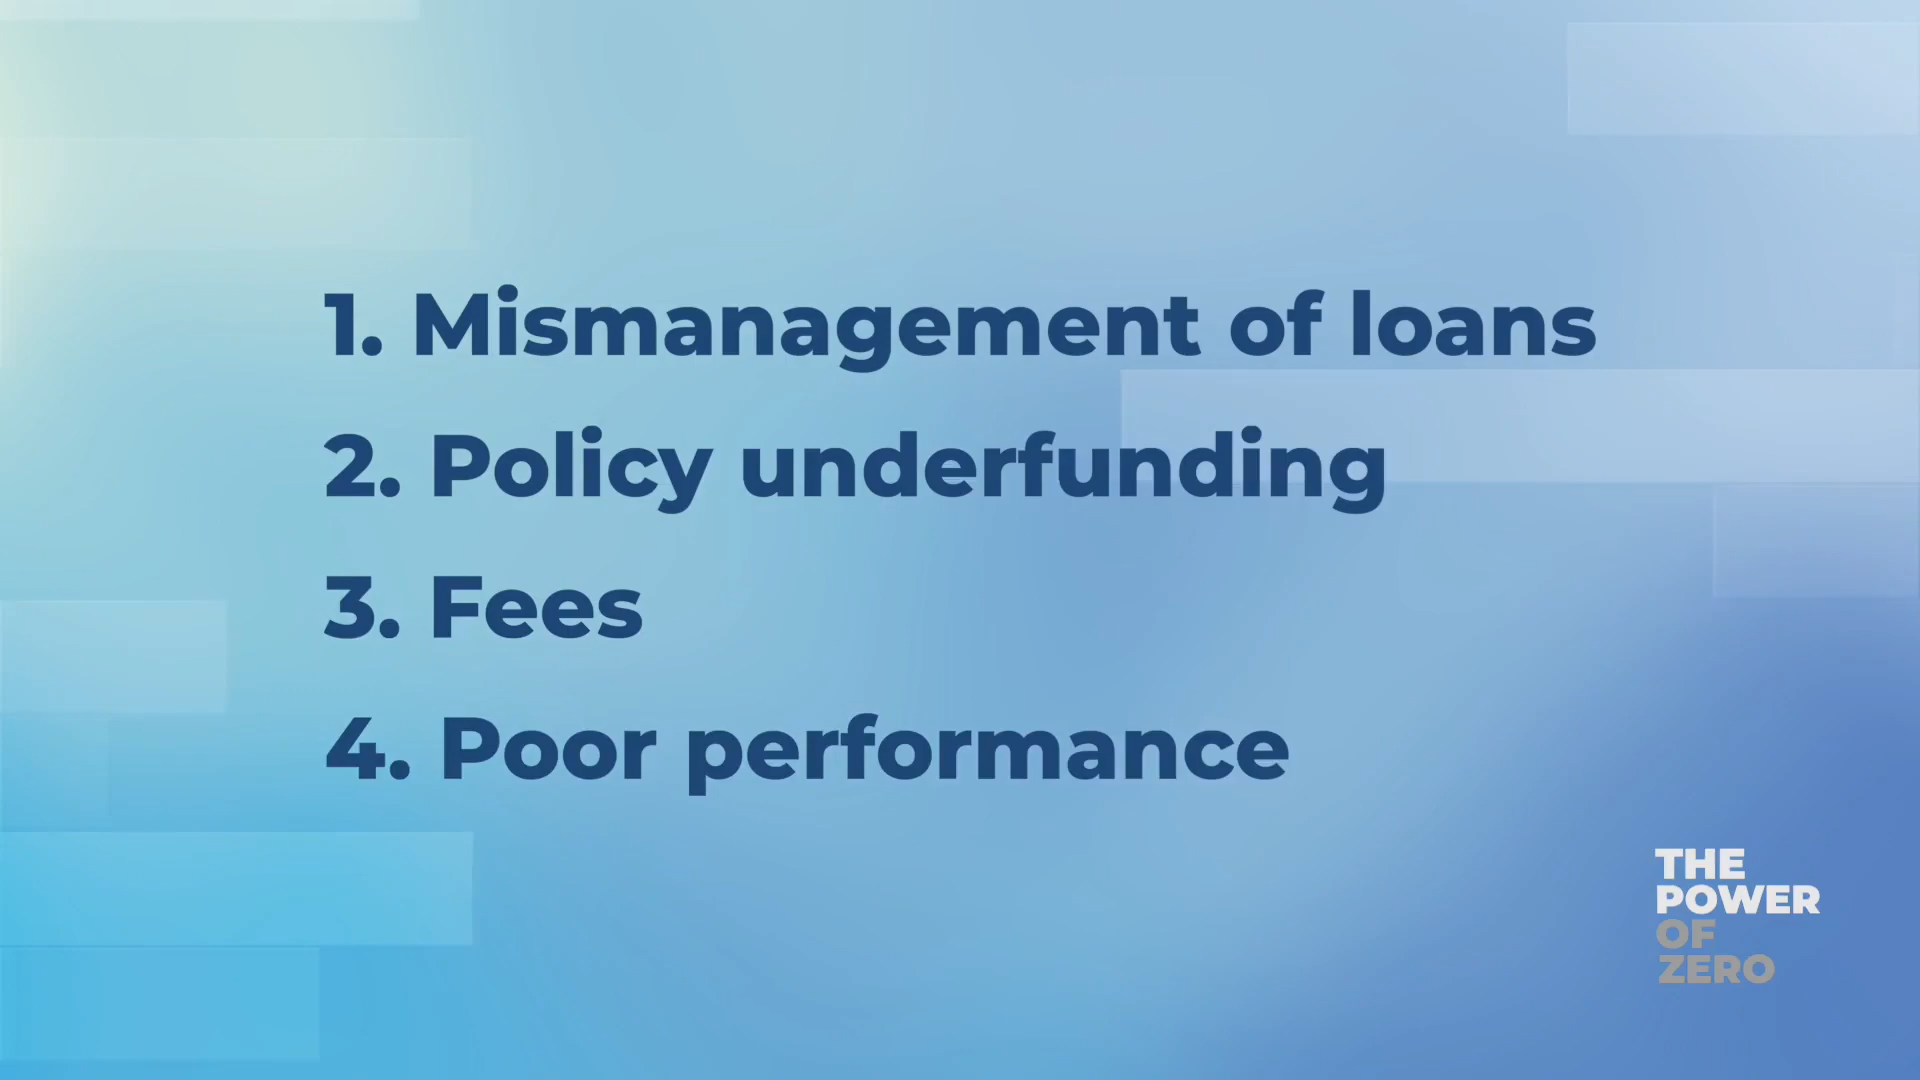 1. Mismanagement of loans
2. Policy underfunding
3. Fees
4. Poor performance
THE
POWER
OF
ZERO